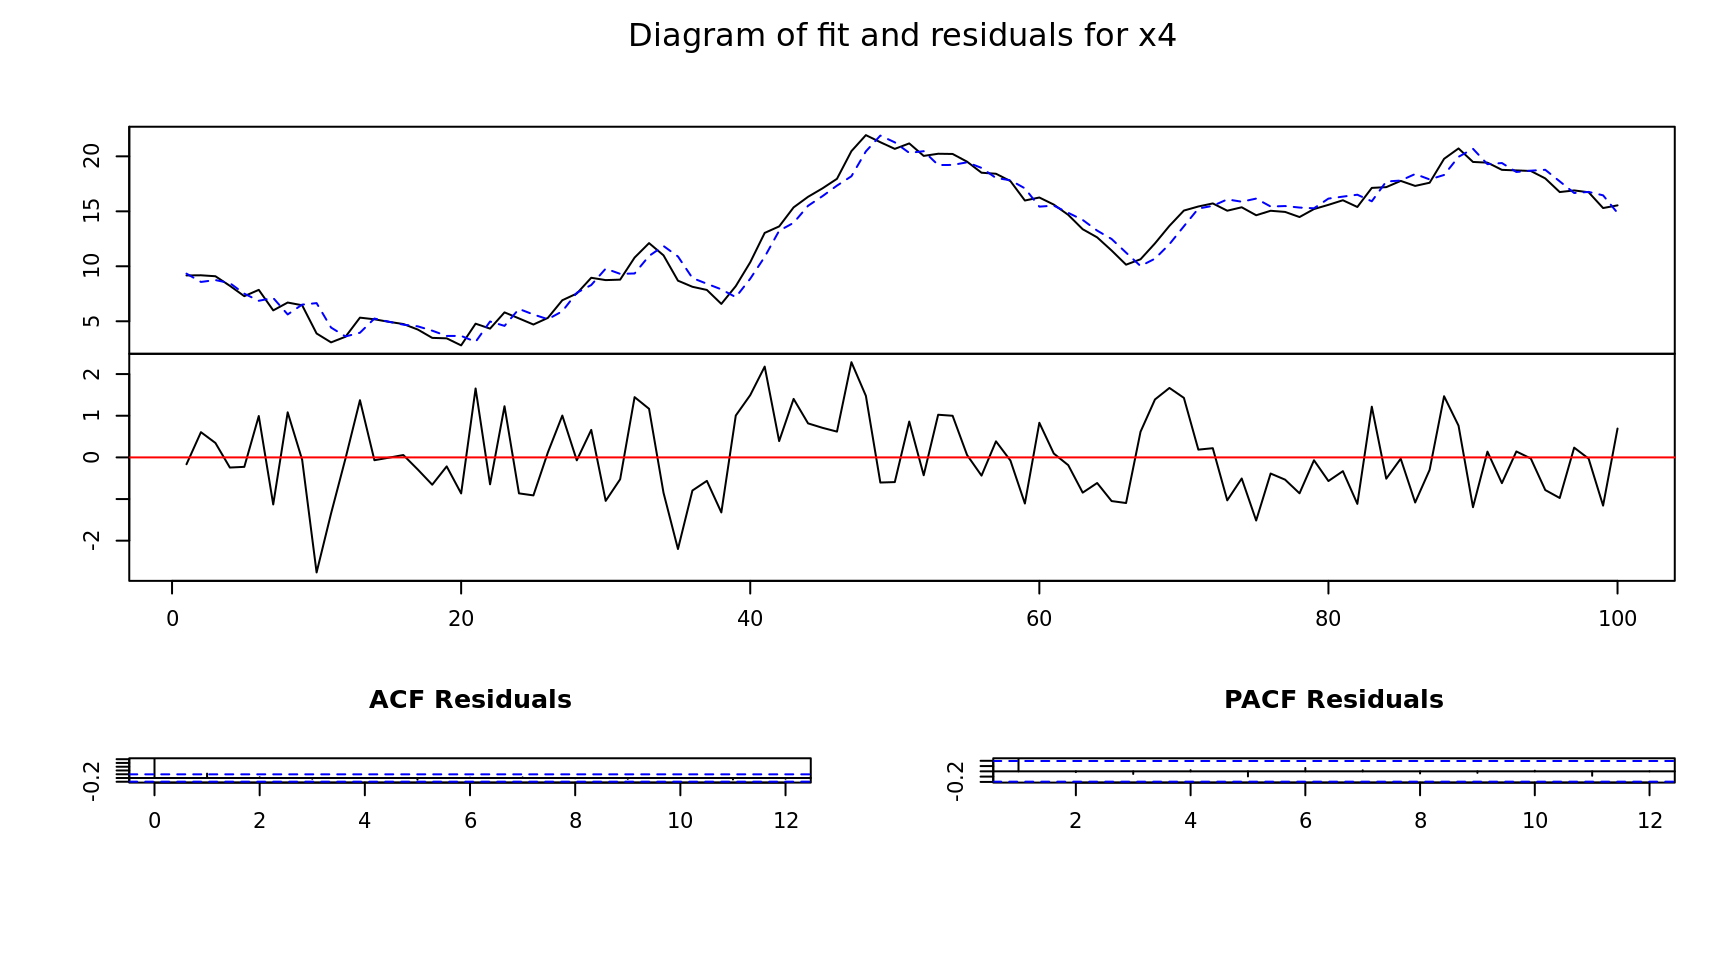 Diagram of fit and residuals for x4
20
15
10
5
2
1
0
-2
0 20 40 60 80 100
ACF Residuals
PACF Residuals
-0.2
0 2 4 6 8 10 12
-0.2
2 4 6 8 10 12